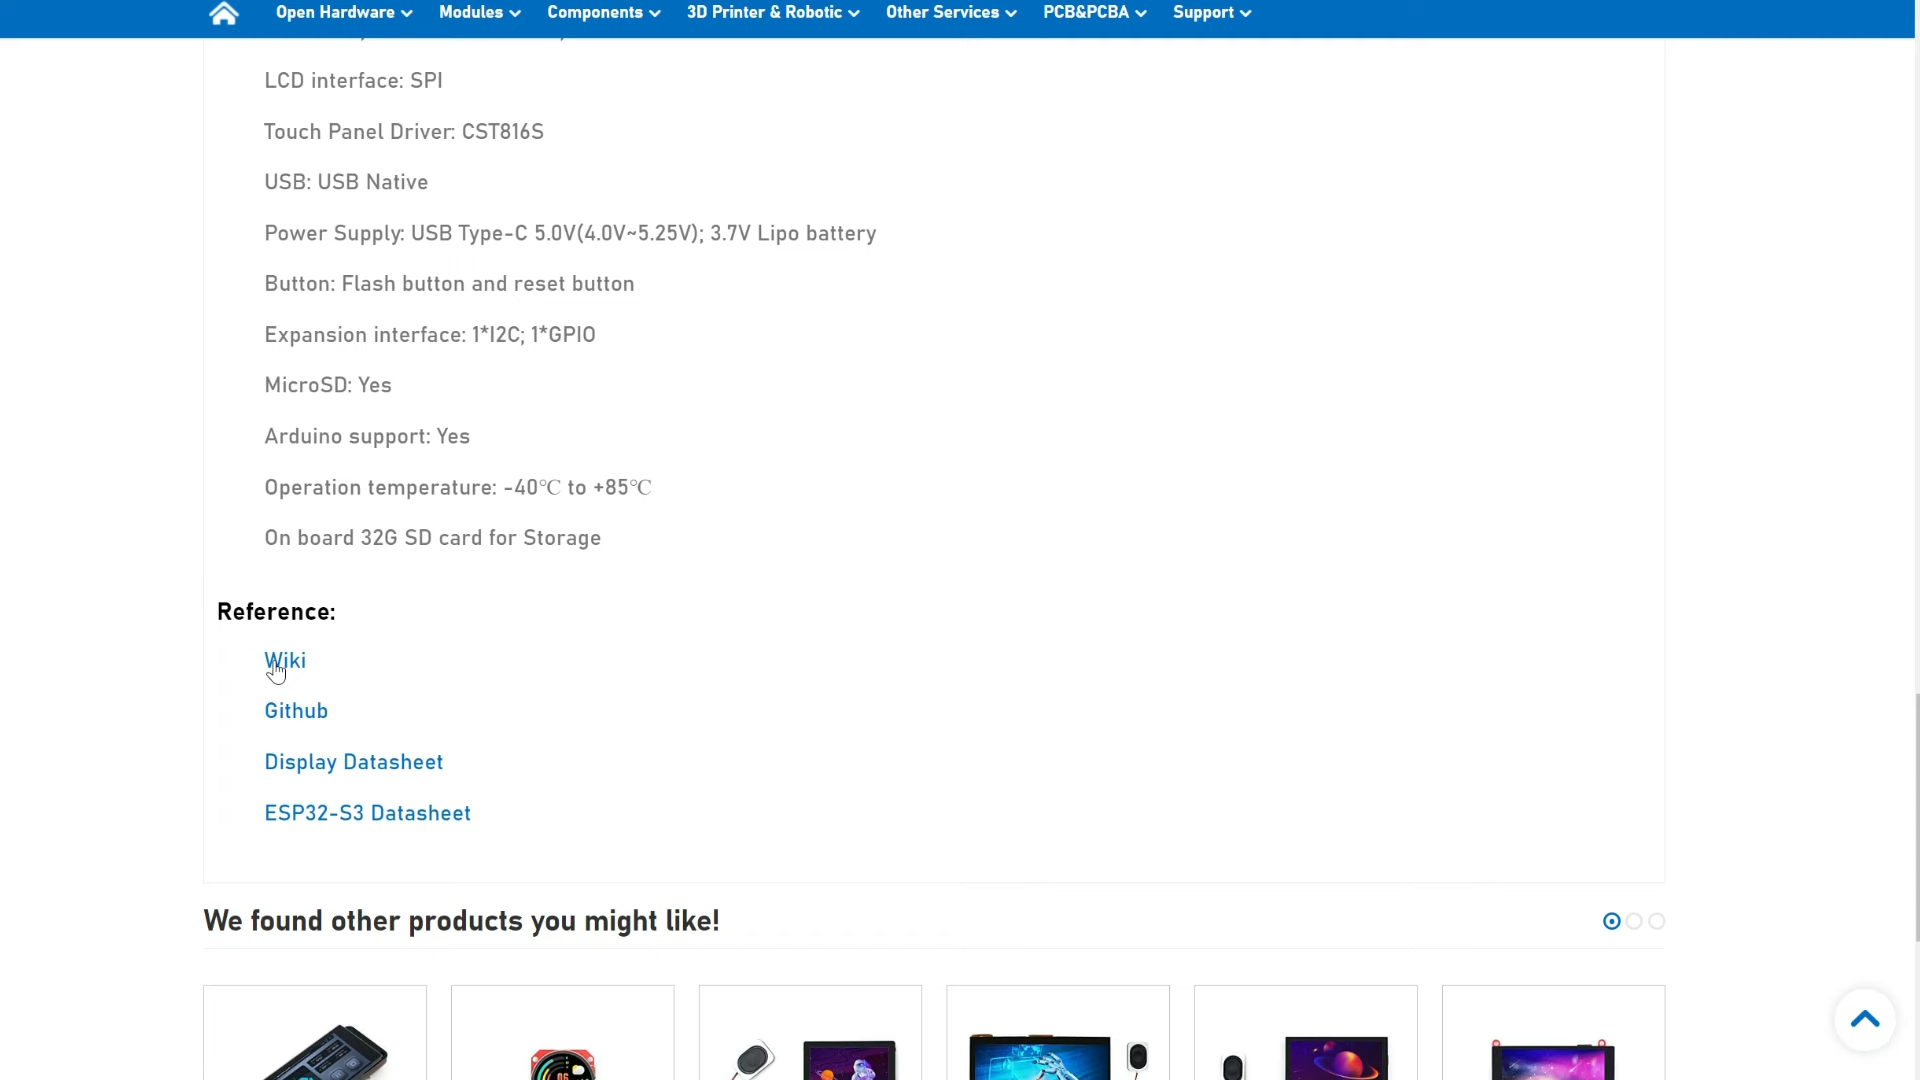 Open Hardware Modules Components 3D Printer & Robotic Other Services PCB&PCBA Support
LCD interface: SPI
Touch Panel Driver: CST816S
USB: USB Native
Power Supply: USB Type-C 5.0V(4.0V~5.25V); 3.7V Lipo battery
Button: Flash button and reset button
Expansion interface: 1*I2C; 1*GPIO
MicroSD: Yes
Arduino support: Yes
Operation temperature: -40℃ to +85℃
On board 32G SD card for Storage
Reference:
Wiki
Github
Display Datasheet
ESP32-S3 Datasheet
We found other products you might like!